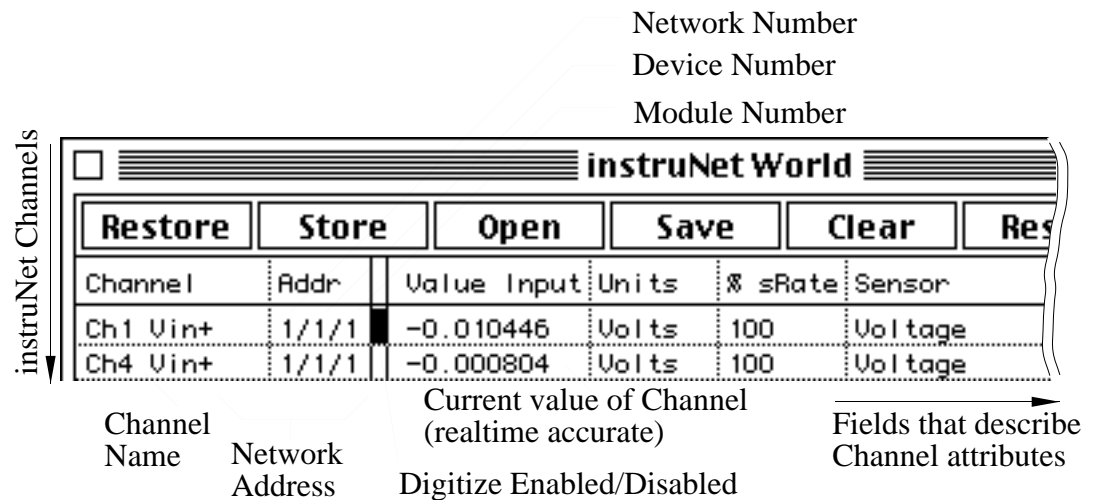 Network Number
Device Number
Module Number
instruNet Channels
instruNet World
Restore Store Open Save Clear Res
Channel Addr Value Input Units % sRate Sensor
Ch1 Vin+ 1/1/1 -0.010446 Volts 100 Voltage
Ch4 Vin+ 1/1/1 -0.000804 Volts 100 Voltage
Channel
Name
Network
Address
Current value of Channel
(realtime accurate)
Digitize Enabled/Disabled
Fields that describe
Channel attributes